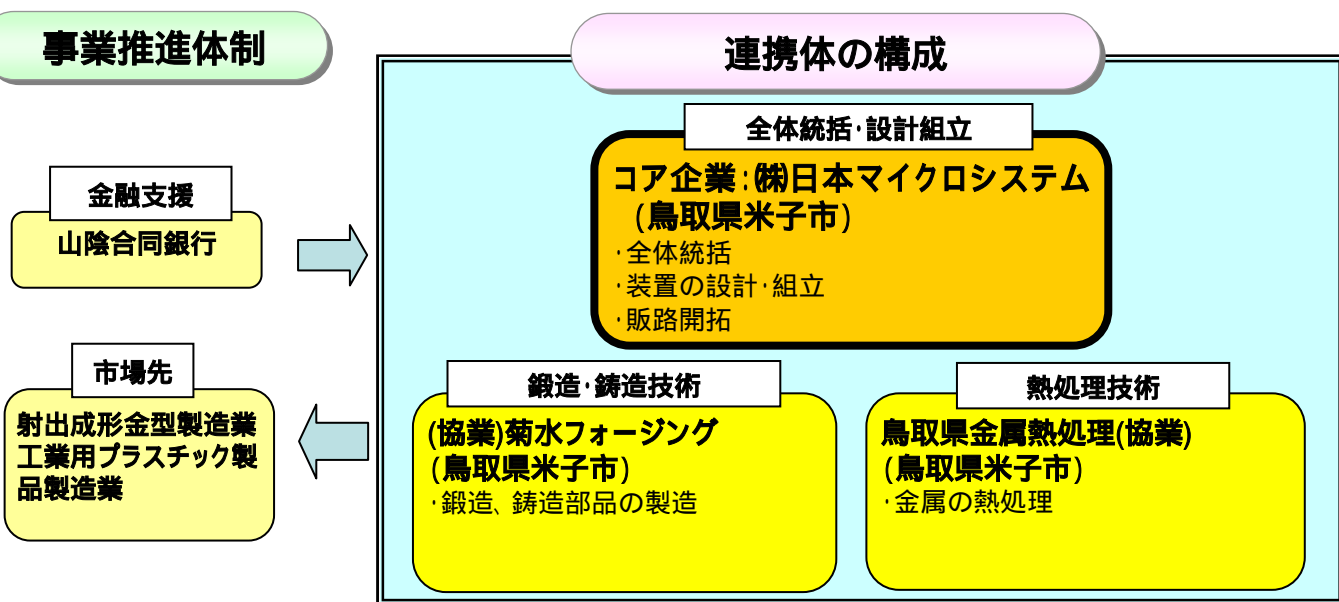 事業推進体制
連携体の構成
全体統括・設計組立
コア企業:㈱日本マイクロシステム
(鳥取県米子市)
・全体統括
・装置の設計・組立
・販路開拓
金融支援
山陰合同銀行
市場先
射出成形金型製造業
工業用プラスチック製
品製造業
鍛造・鋳造技術
(協業)菊水フォージング
(鳥取県米子市)
・鍛造、鋳造部品の製造
熱処理技術
鳥取県金属熱処理(協業)
(鳥取県米子市)
・金属の熱処理